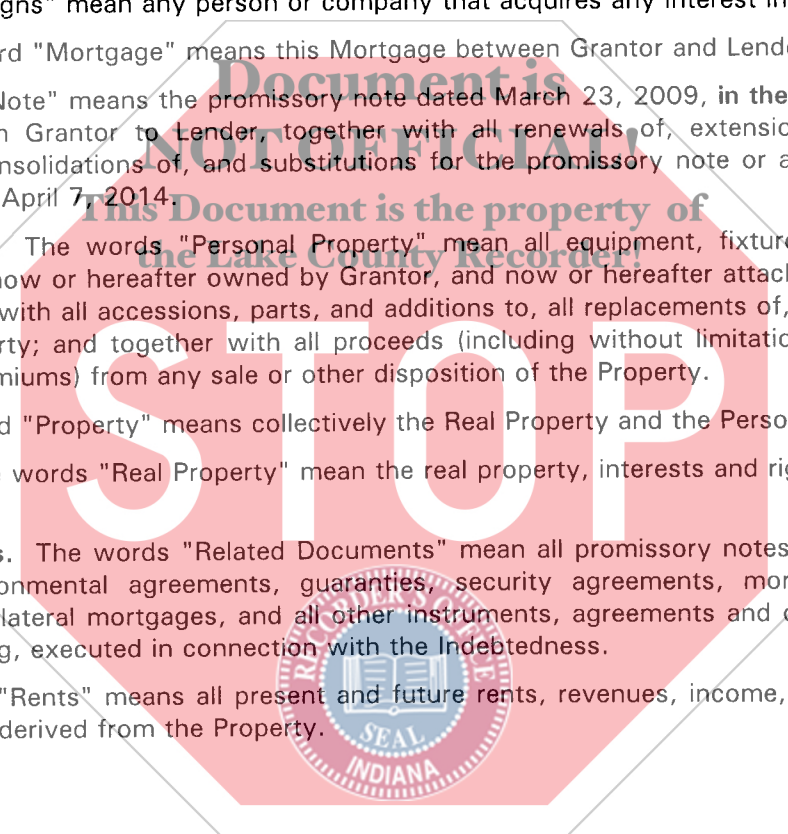 igns" mean any person or company that acquires any interest in
rd "Mortgage" means this Mortgage between Grantor and Lende
Document is
Note" means the promissory note dated March 23, 2009, in the
n Grantor to Lender, together with all renewals of, extensio
NOT OFFICIAL!
nsolidations of, and substitutions for the promissory note or a
April 7, 2014.
This Document is the property of
The words "Personal Property" mean all equipment, fixture
the Lake County Recorder!
now or hereafter owned by Grantor, and now or hereafter attach
with all accessions, parts, and additions to, all replacements of,
rty; and together with all proceeds (including without limitatio
miums) from any sale or other disposition of the Property.
STOP
d "Property" means collectively the Real Property and the Perso
words "Real Property" mean the real property, interests and rig
s. The words "Related Documents" mean all promissory notes
onmental agreements, guaranties, security agreements, mor
lateral mortgages, and all other instruments, agreements and d
g, executed in connection with the Indebtedness.
RECORDER'S OFFICE
"Rents" means all present and future rents, revenues, income,
derived from the Property.
SEAL
INDIANA